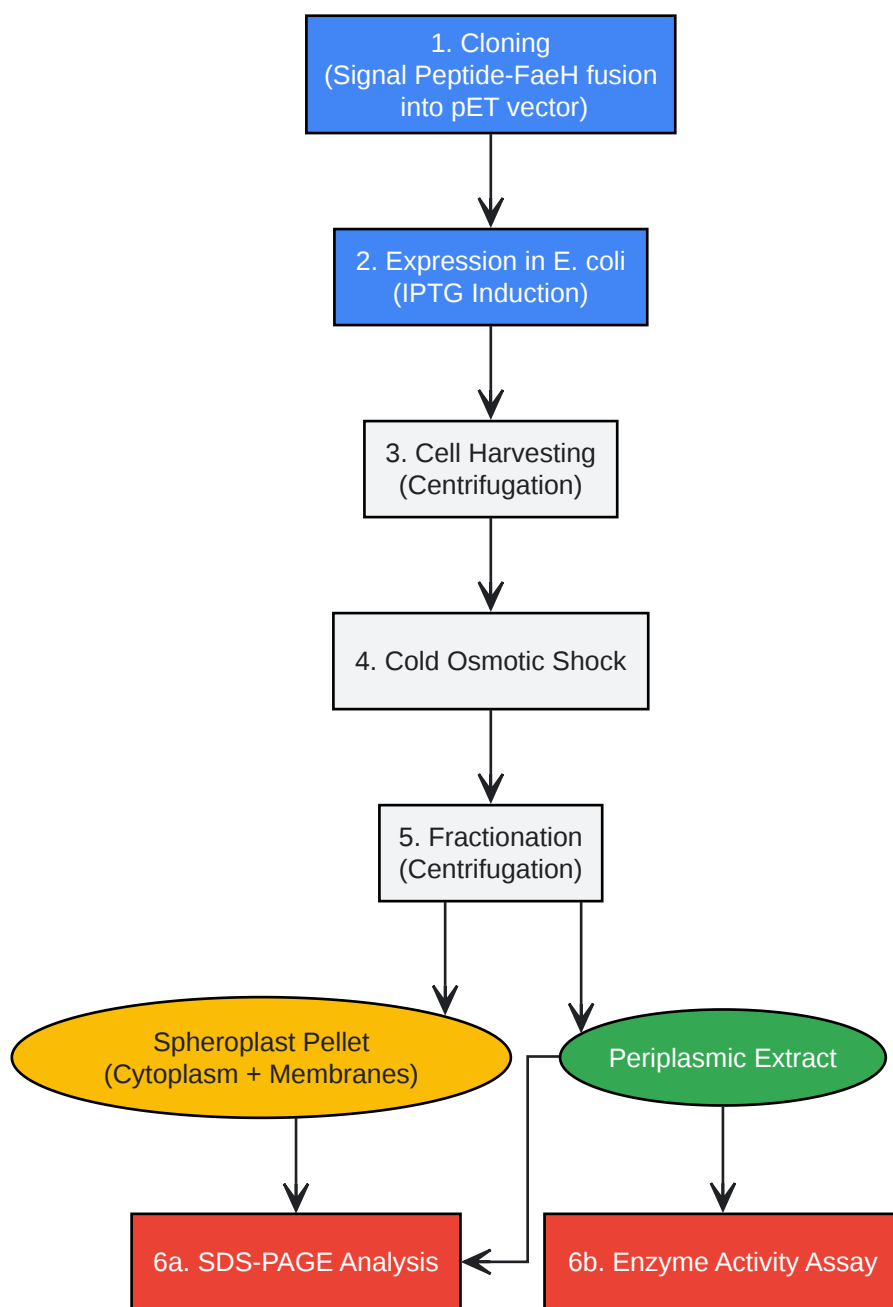 1. Cloning
(Signal Peptide-FaeH fusion
into pET vector)
2. Expression in E. coli
(IPTG Induction)
3. Cell Harvesting
(Centrifugation)
4. Cold Osmotic Shock
5. Fractionation
(Centrifugation)
Spheroplast Pellet
(Cytoplasm + Membranes)
Periplasmic Extract
6a. SDS-PAGE Analysis
6b. Enzyme Activity Assay